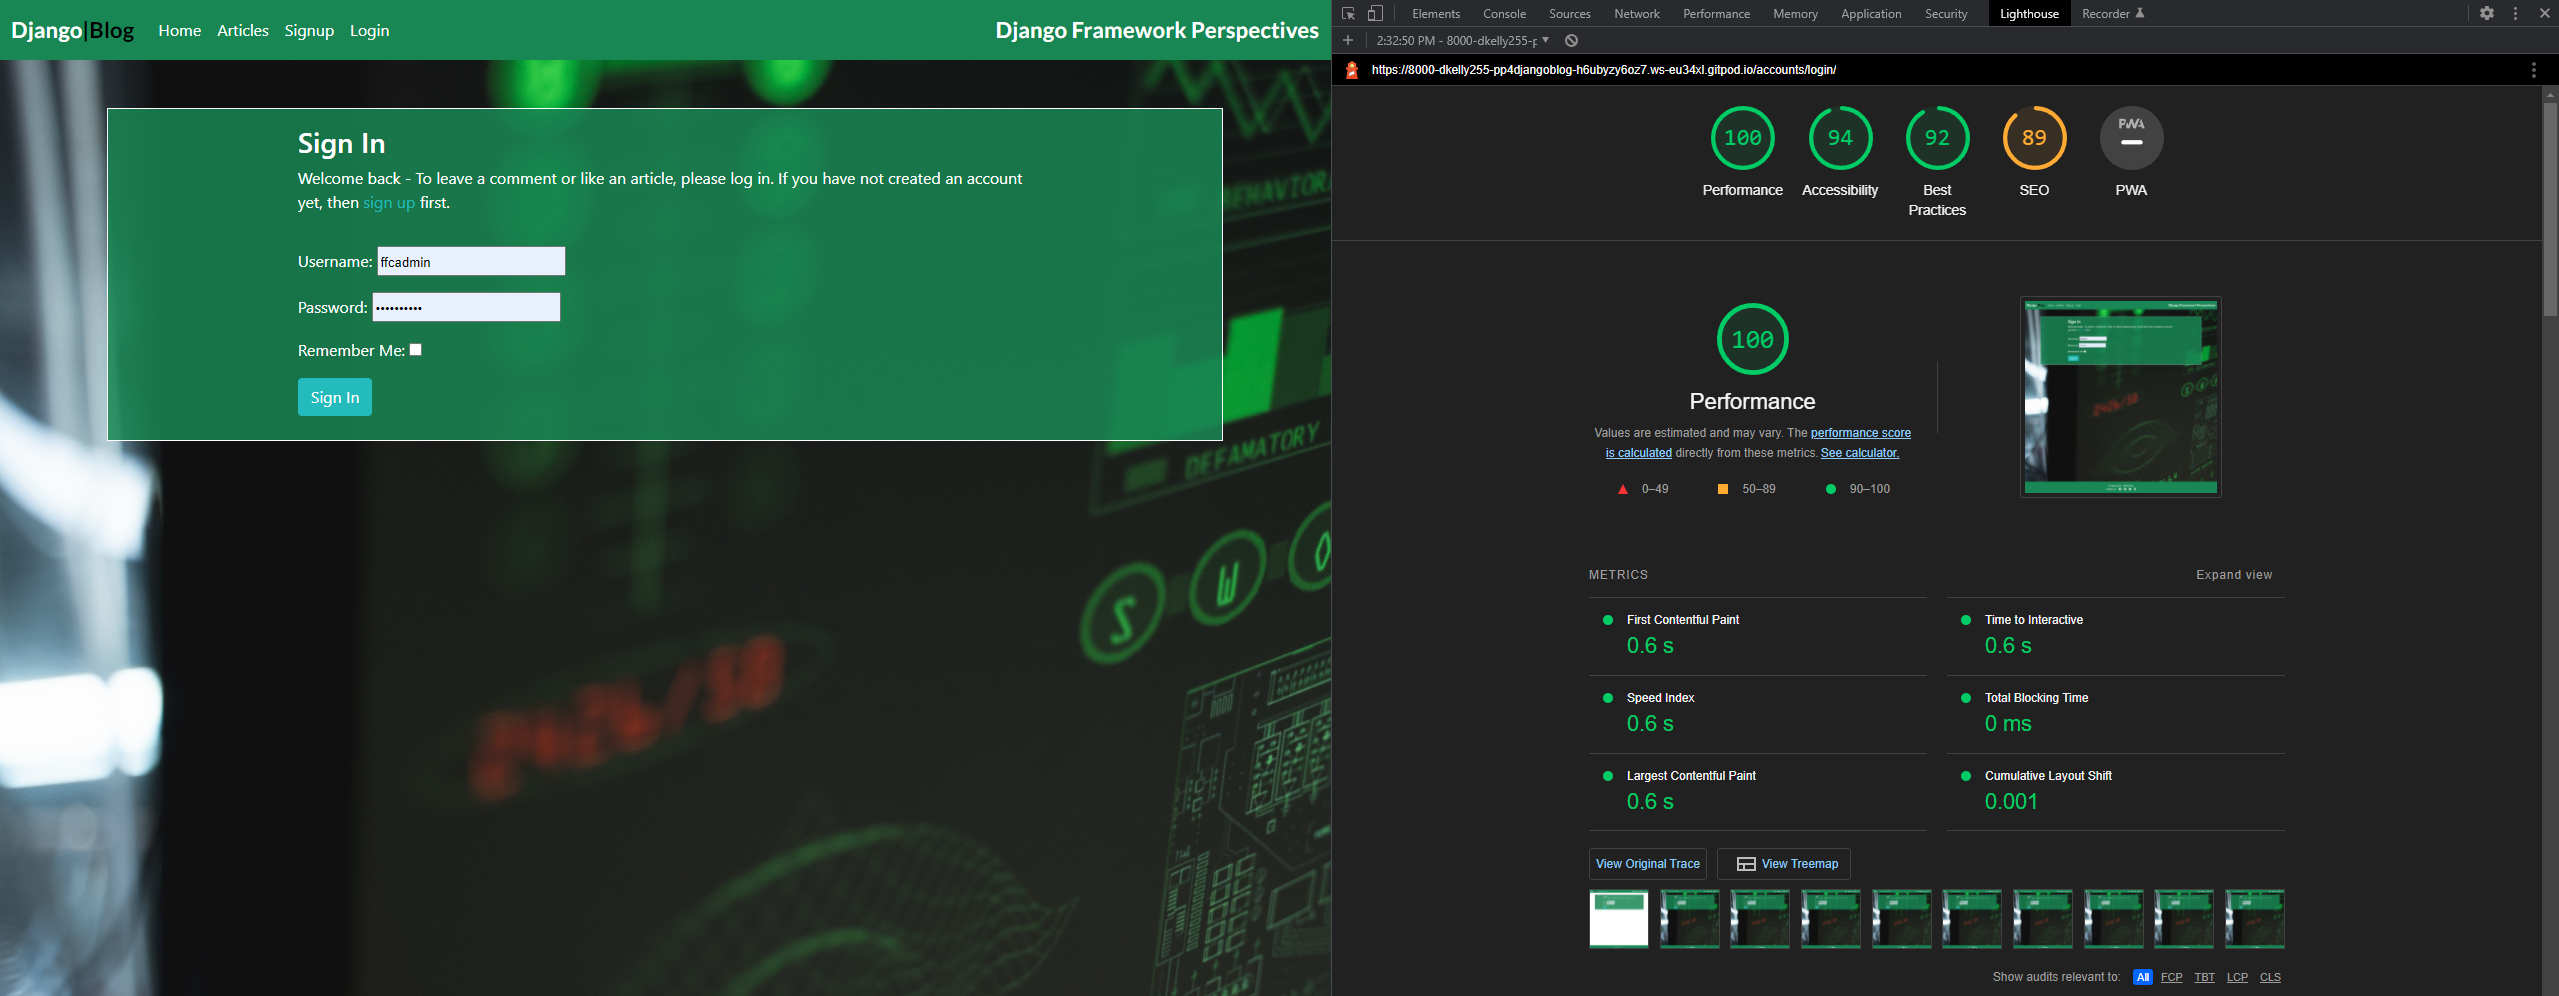 Django|Blog Home Articles Signup Login Django Framework Perspectives
Sign In
Welcome back - To leave a comment or like an article, please log in. If you have not created an account
yet, then sign up first.
Username: ffcadmin
Password: ••••••••••
Remember Me:
Sign In
BEHAVIORA
DEFAMATORY
S W
Elements Console Sources Network Performance Memory Application Security Lighthouse Recorder
2:32:50 PM - 8000-dkelly255-p
https://8000-dkelly255-pp4djangoblog-h6ubyzy6oz7.ws-eu34xl.gitpod.io/accounts/login/
100 94 92 89 PWA
Performance Accessibility Best Practices SEO PWA
100
Performance
Values are estimated and may vary. The performance score
is calculated directly from these metrics. See calculator.
0–49 50–89 90–100
METRICS Expand view
First Contentful Paint
0.6 s
Time to Interactive
0.6 s
Speed Index
0.6 s
Total Blocking Time
0 ms
Largest Contentful Paint
0.6 s
Cumulative Layout Shift
0.001
View Original Trace View Treemap
Show audits relevant to: All FCP TBT LCP CLS